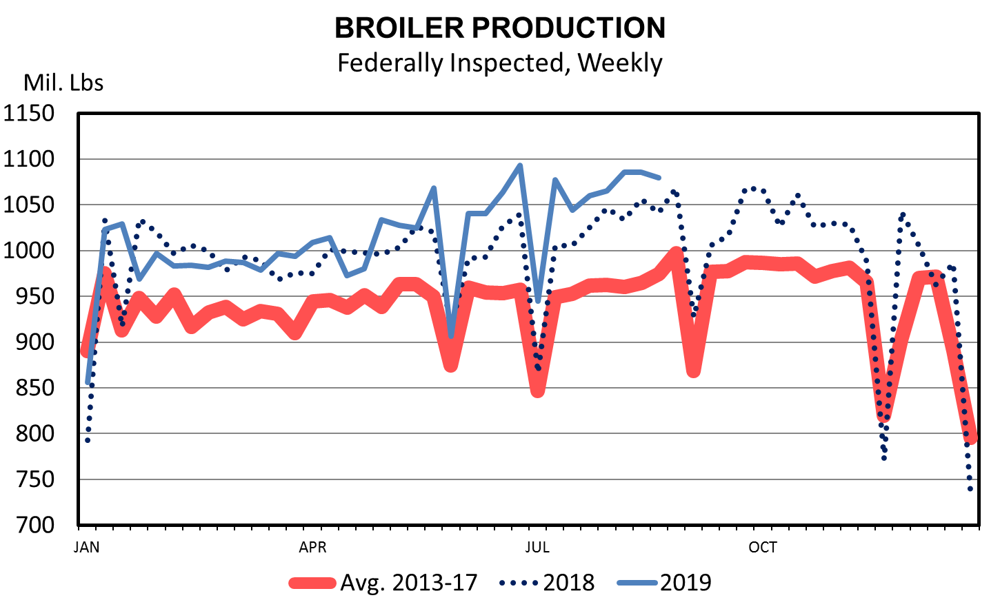 BROILER PRODUCTION
Federally Inspected, Weekly
Mil. Lbs
1150
1100
1050
1000
950
900
850
800
750
700
JAN APR JUL OCT
Avg. 2013-17 2018 2019